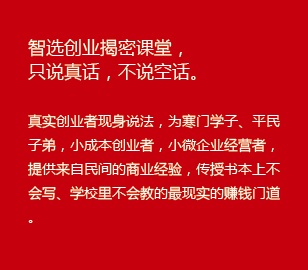 智选创业揭密课堂，
只说真话，不说空话。
真实创业者现身说法，为寒门学子、平民
子弟，小成本创业者，小微企业经营者，
提供来自民间的商业经验，传授书本上不
会写、学校里不会教的最现实的赚钱门道
。